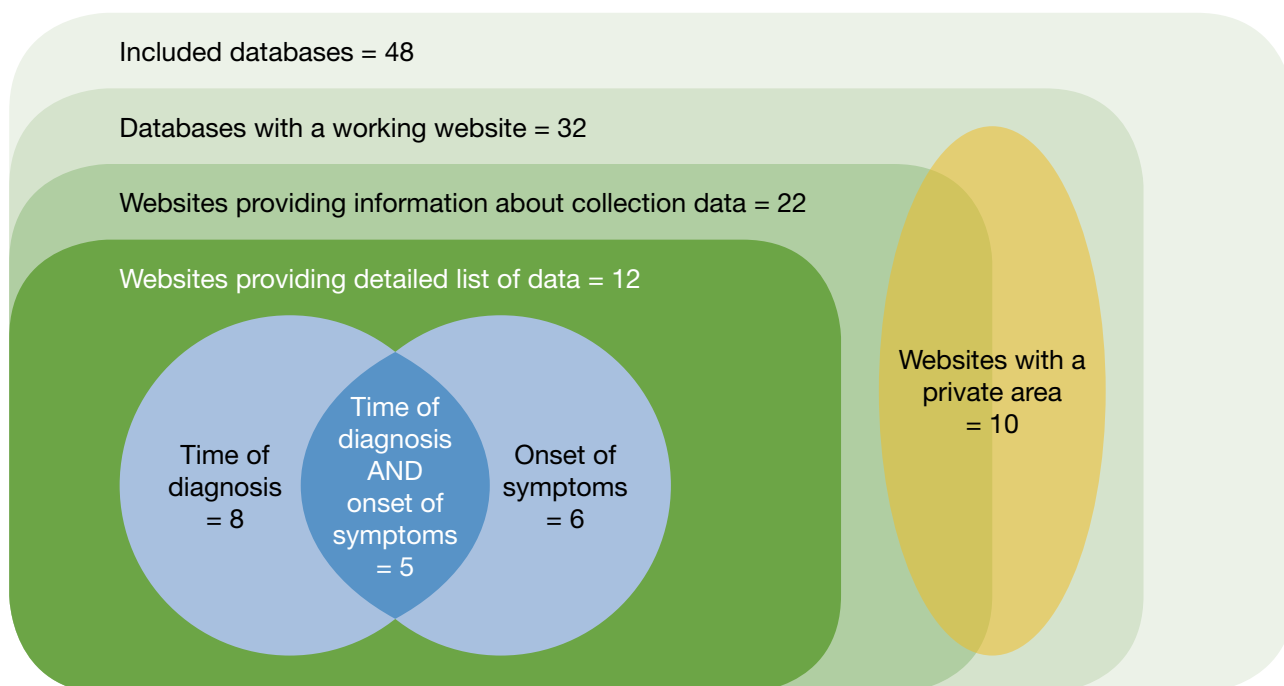 Included databases = 48
Databases with a working website = 32
Websites providing information about collection data = 22
Websites providing detailed list of data = 12
Time of
diagnosis
= 8
Time of
diagnosis
AND
onset of
symptoms
= 5
Onset of
symptoms
= 6
Websites with a
private area
= 10